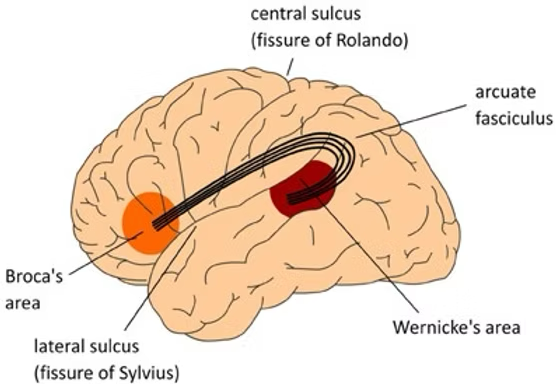 central sulcus
(fissure of Rolando)
arcuate
fasciculus
Broca's
area
Wernicke's area
lateral sulcus
(fissure of Sylvius)